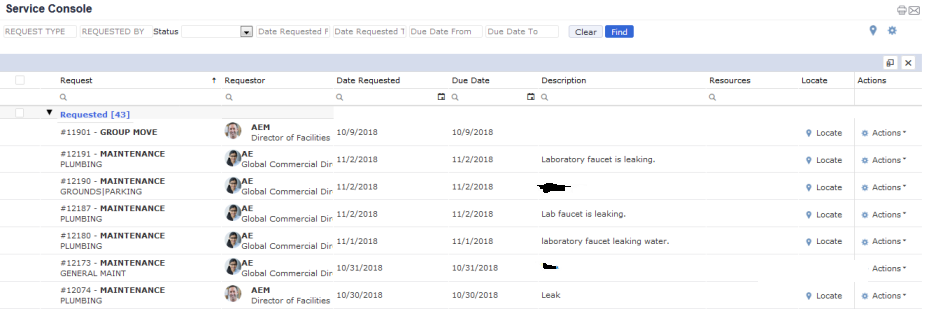 Service Console
REQUEST TYPE REQUESTED BY Status Date Requested F Date Requested T Due Date From Due Date To Clear Find
Request Requestor Date Requested Due Date Description Resources Locate Actions
Requested [43]
#11901 - GROUP MOVE AEM Director of Facilities 10/9/2018 10/9/2018 Locate Actions
#12191 - MAINTENANCE AE 11/2/2018 11/2/2018 Laboratory faucet is leaking. Locate Actions
PLUMBING Global Commercial Dir
#12190 - MAINTENANCE AE 11/2/2018 11/2/2018 Locate Actions
GROUNDS|PARKING Global Commercial Dir
#12187 - MAINTENANCE AE 11/2/2018 11/2/2018 Lab faucet is leaking. Locate Actions
PLUMBING Global Commercial Dir
#12180 - MAINTENANCE AE 11/1/2018 11/1/2018 laboratory faucet leaking water. Locate Actions
PLUMBING Global Commercial Dir
#12173 - MAINTENANCE AE 10/31/2018 10/31/2018 Actions
GENERAL MAINT Global Commercial Dir
#12074 - MAINTENANCE AEM 10/30/2018 10/30/2018 Leak Locate Actions
PLUMBING Director of Facilities